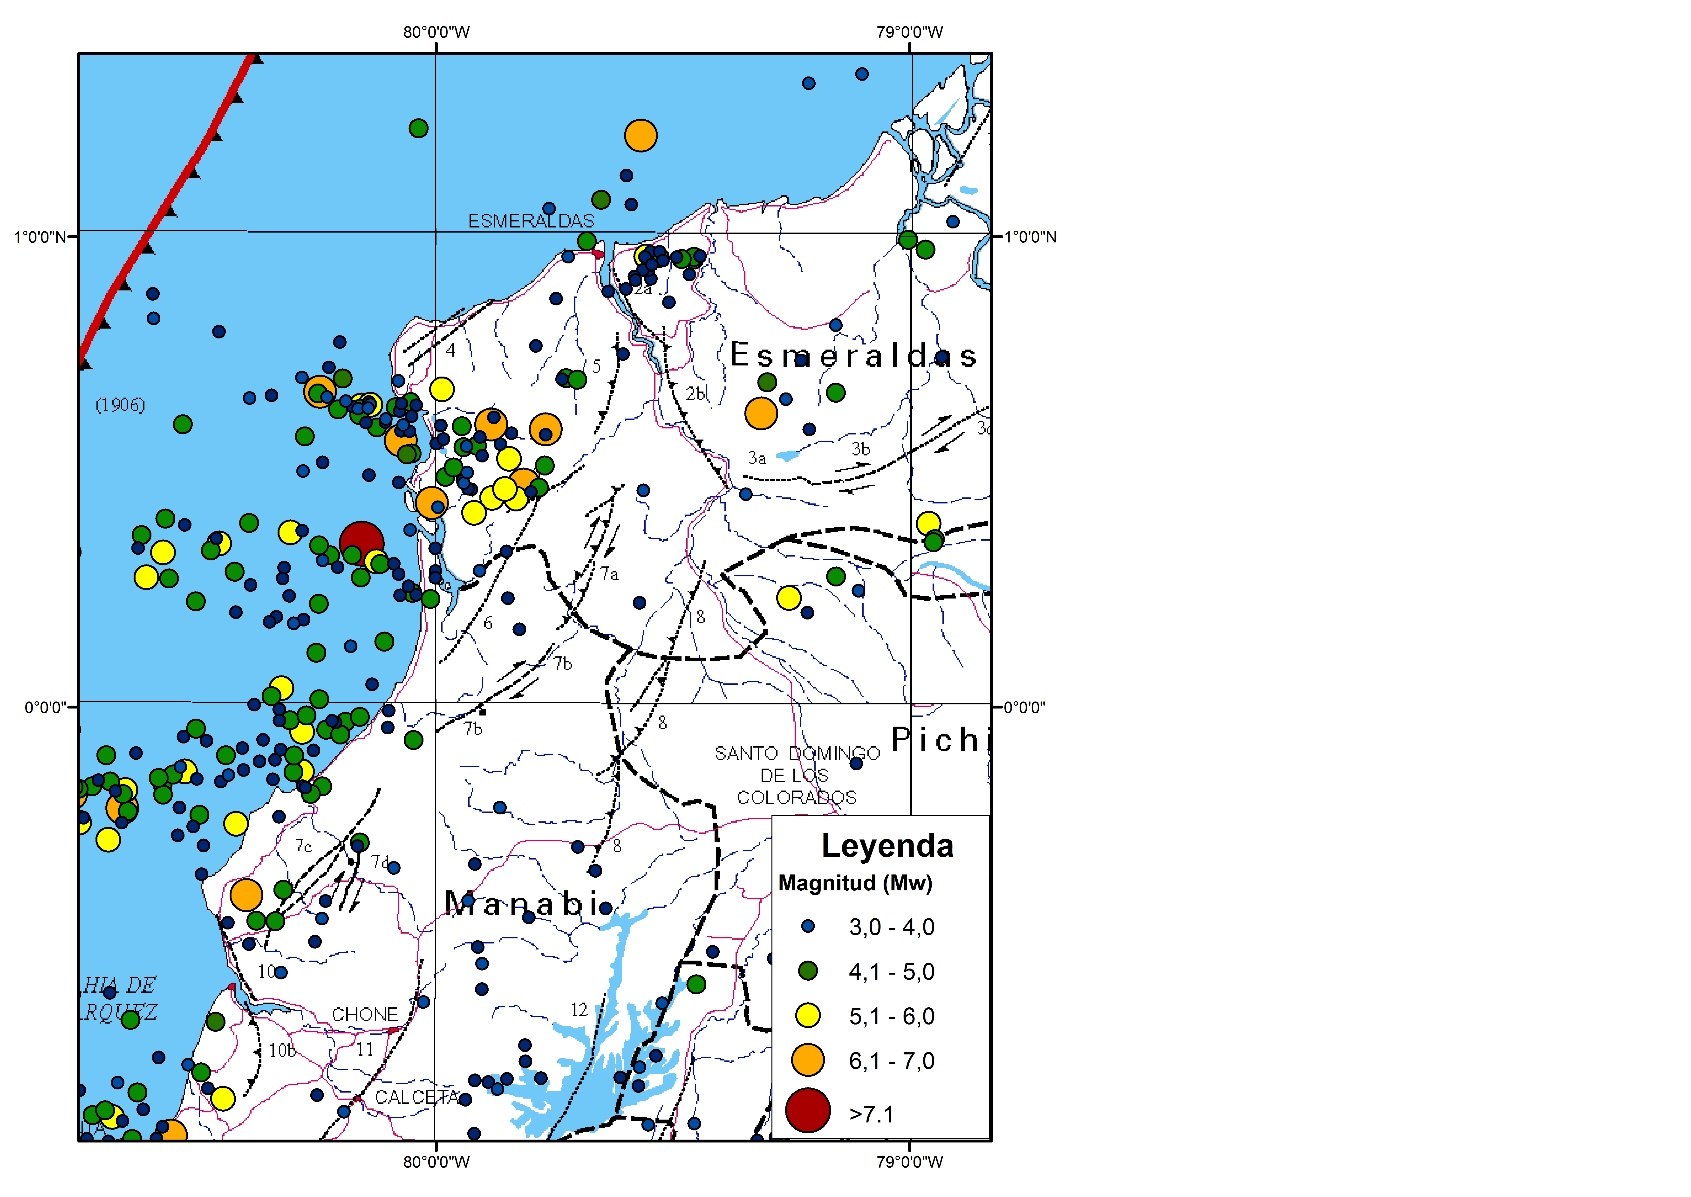 80°0'0"W
79°0'0"W
ESMERALDAS
1°0'0"N
1°0'0"N
2a
4
Esmeraldas
5
2b
(1906)
3c
3b
3a
7a
6
8
7b
0°0'0"
0°0'0"
8
7b
Pichi
SANTO DOMINGO
DE LOS
COLORADOS
7c
8
7d
Leyenda
Magnitud (Mw)
Manabi
3,0 - 4,0
10
4,1 - 5,0
HIA DE
RQUEZ
CHONE
12
5,1 - 6,0
10b
11
6,1 - 7,0
CALCETA
>7.1
80°0'0"W
79°0'0"W